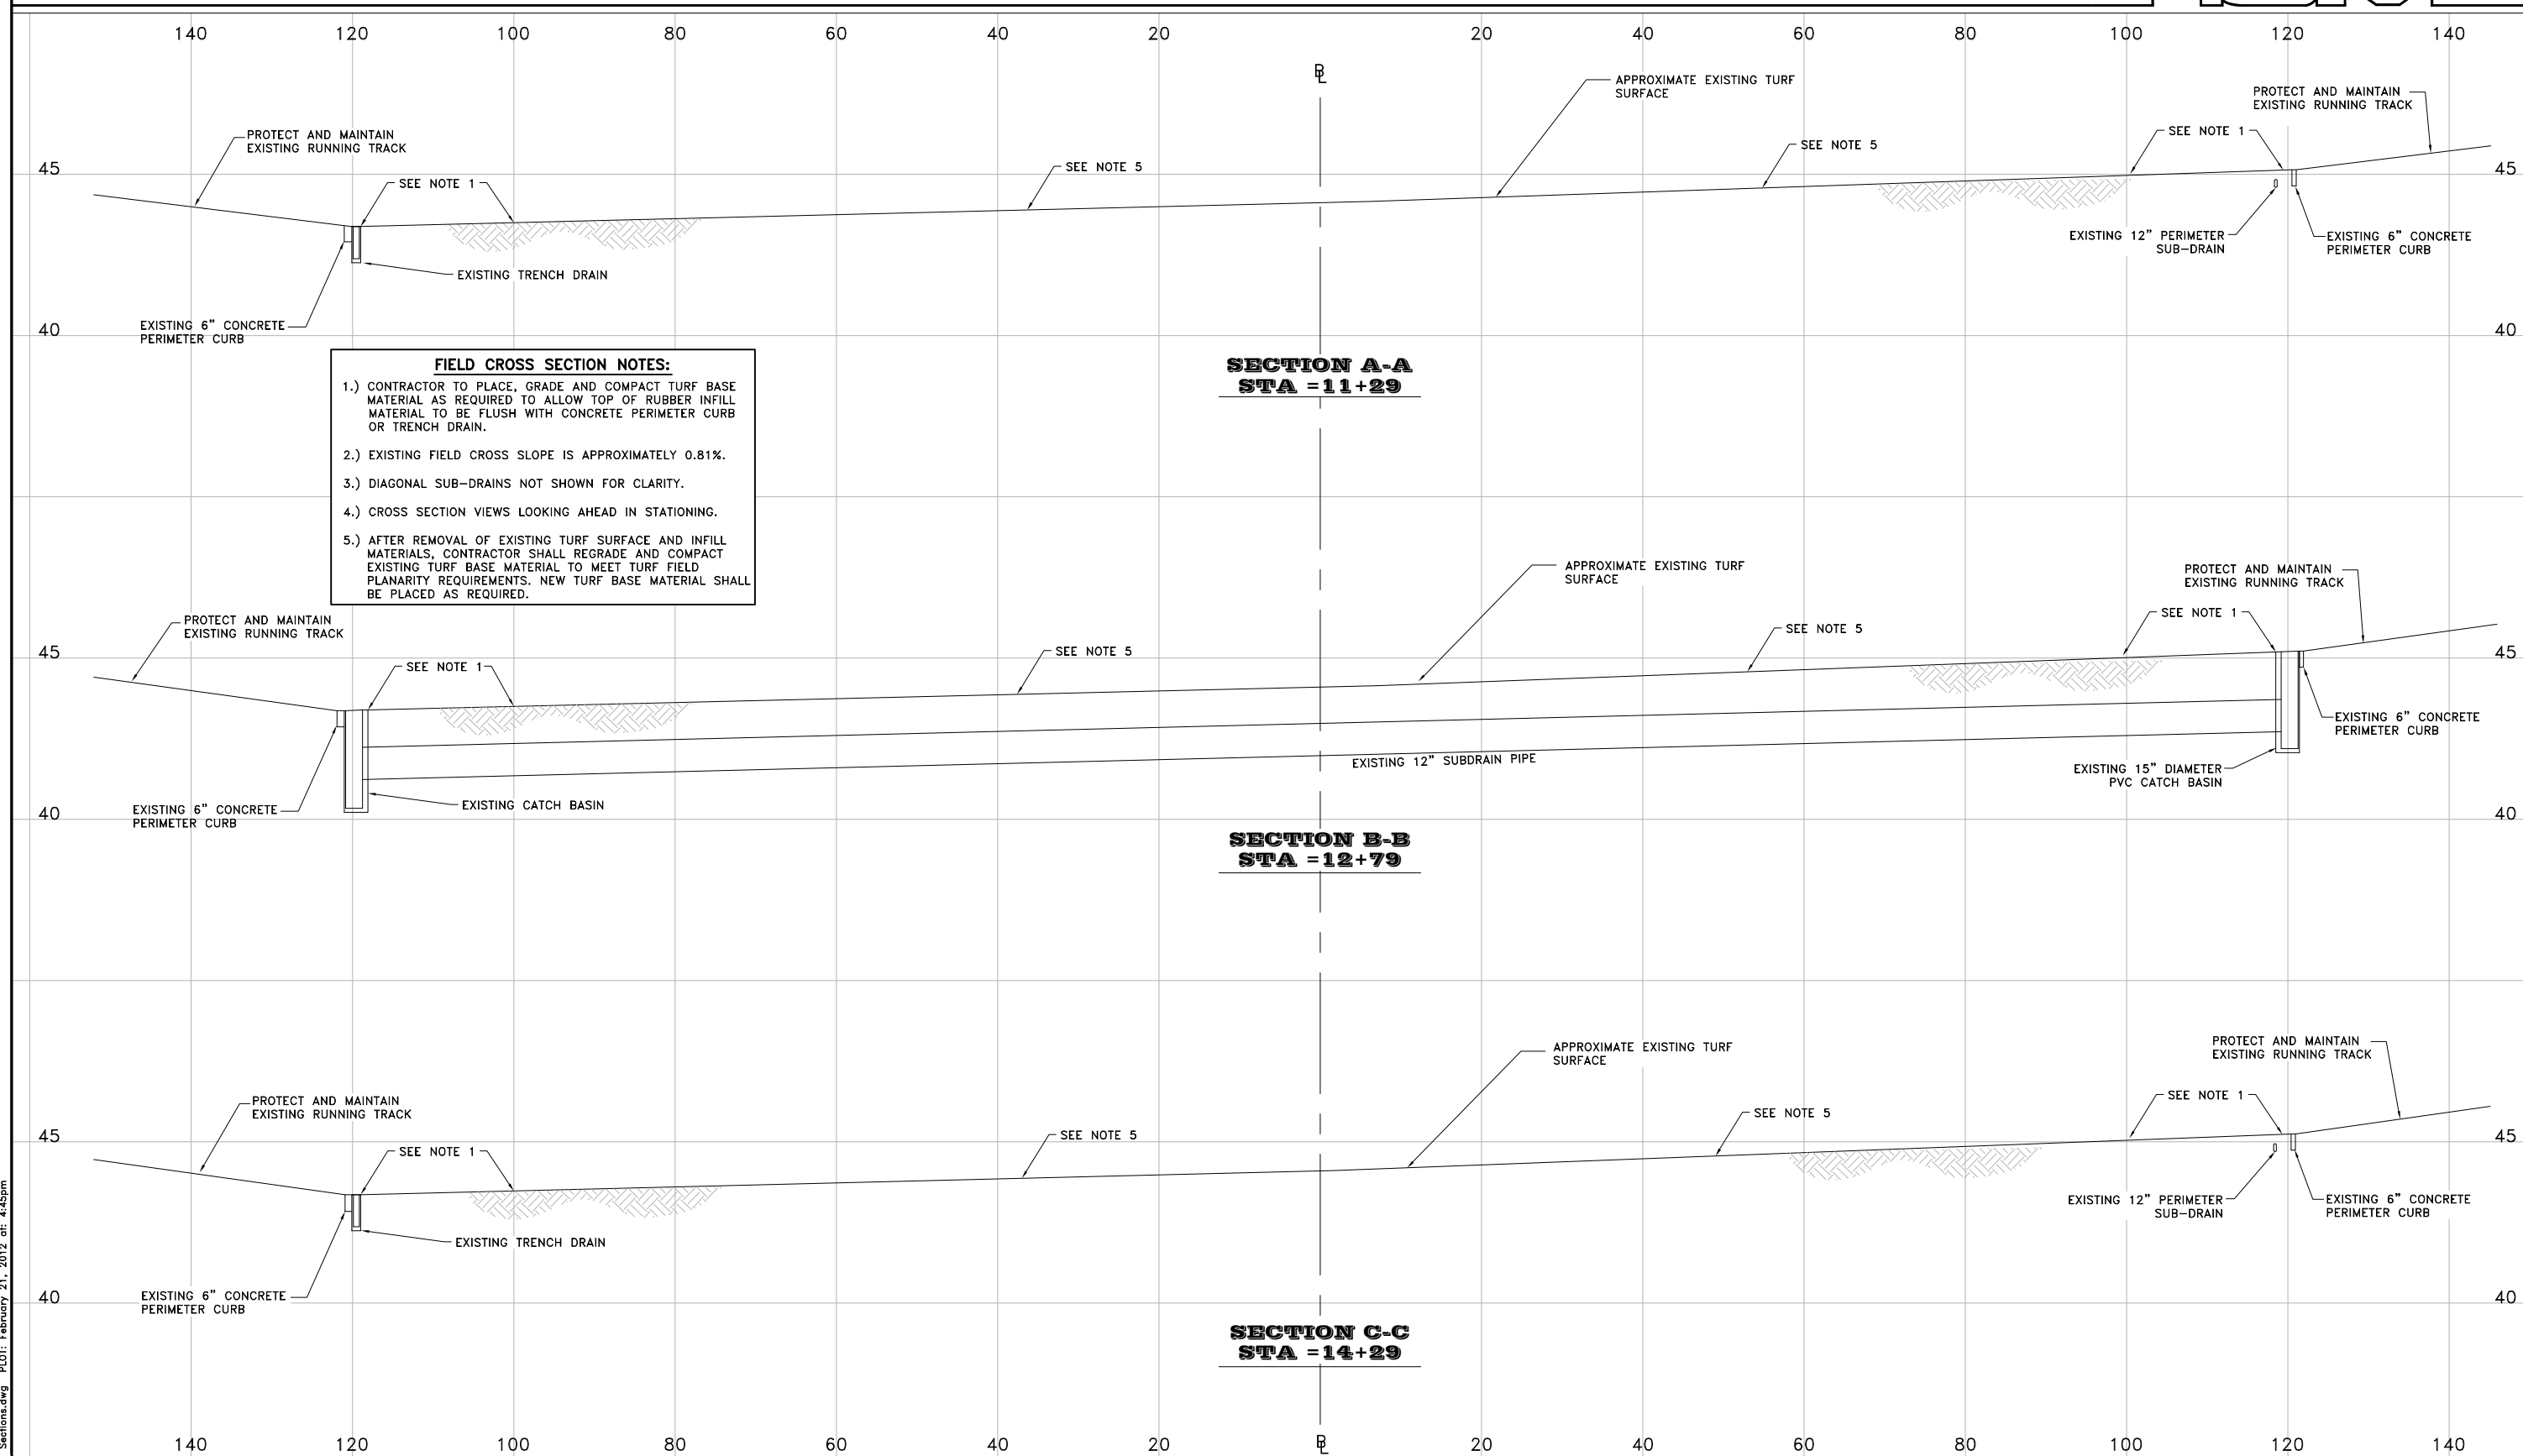 140 120 100 80 60 40 20 20 40 60 80 100 120 140
APPROXIMATE EXISTING TURF
SURFACE
PROTECT AND MAINTAIN
EXISTING RUNNING TRACK
PROTECT AND MAINTAIN
EXISTING RUNNING TRACK
SEE NOTE 1
SEE NOTE 5
SEE NOTE 5
SEE NOTE 1
45
45
EXISTING TRENCH DRAIN
EXISTING 12" PERIMETER
SUB-DRAIN
EXISTING 6" CONCRETE
PERIMETER CURB
EXISTING 6" CONCRETE
PERIMETER CURB
40
40
SECTION A-A
STA =11+29
FIELD CROSS SECTION NOTES:
1.) CONTRACTOR TO PLACE, GRADE AND COMPACT TURF BASE
MATERIAL AS REQUIRED TO ALLOW TOP OF RUBBER INFILL
MATERIAL TO BE FLUSH WITH CONCRETE PERIMETER CURB
OR TRENCH DRAIN.
2.) EXISTING FIELD CROSS SLOPE IS APPROXIMATELY 0.81%.
3.) DIAGONAL SUB-DRAINS NOT SHOWN FOR CLARITY.
4.) CROSS SECTION VIEWS LOOKING AHEAD IN STATIONING.
5.) AFTER REMOVAL OF EXISTING TURF SURFACE AND INFILL
MATERIALS, CONTRACTOR SHALL REGRADE AND COMPACT
EXISTING TURF BASE MATERIAL TO MEET TURF FIELD
PLANARITY REQUIREMENTS. NEW TURF BASE MATERIAL SHALL
BE PLACED AS REQUIRED.
APPROXIMATE EXISTING TURF
SURFACE
PROTECT AND MAINTAIN
EXISTING RUNNING TRACK
PROTECT AND MAINTAIN
EXISTING RUNNING TRACK
SEE NOTE 1
SEE NOTE 5
SEE NOTE 5
SEE NOTE 1
45
45
EXISTING 12" SUBDRAIN PIPE
EXISTING CATCH BASIN
EXISTING 6" CONCRETE
PERIMETER CURB
EXISTING 15" DIAMETER
PVC CATCH BASIN
EXISTING 6" CONCRETE
PERIMETER CURB
40
40
SECTION B-B
STA =12+79
APPROXIMATE EXISTING TURF
SURFACE
PROTECT AND MAINTAIN
EXISTING RUNNING TRACK
PROTECT AND MAINTAIN
EXISTING RUNNING TRACK
SEE NOTE 1
SEE NOTE 5
SEE NOTE 5
SEE NOTE 1
45
45
EXISTING TRENCH DRAIN
EXISTING 12" PERIMETER
SUB-DRAIN
EXISTING 6" CONCRETE
PERIMETER CURB
EXISTING 6" CONCRETE
PERIMETER CURB
40
40
SECTION C-C
STA =14+29
140 120 100 80 60 40 20 20 40 60 80 100 120 140
Sections.dwg PLOT: February 21, 2012 at: 4:45pm